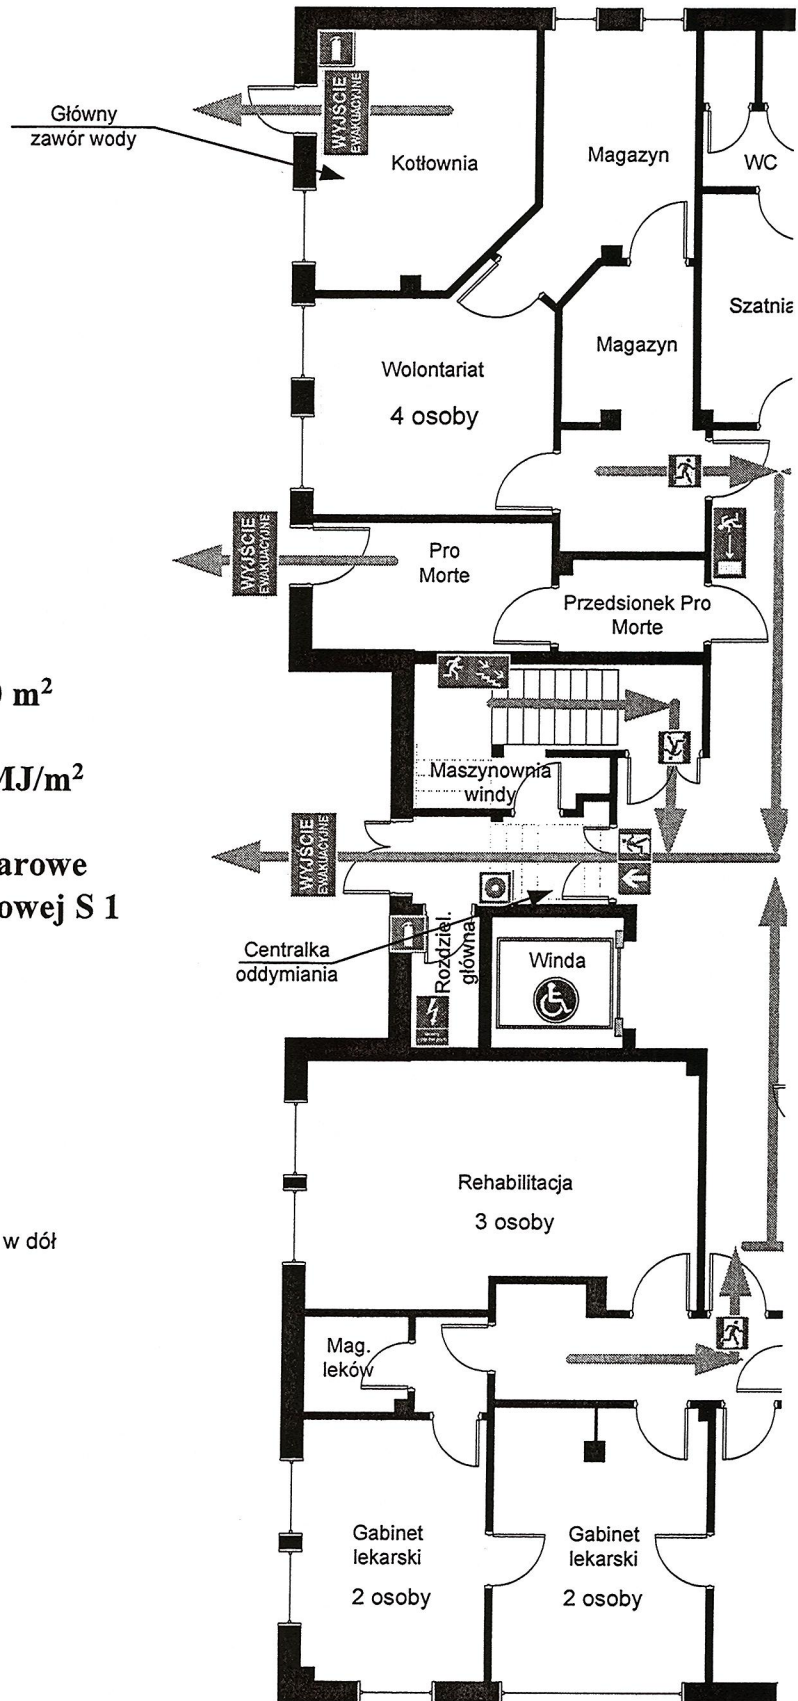 WYJŚCIE
EWAKUACYJNE
Główny
zawór wody
Kotłownia
Magazyn
WC
Szatnia
Magazyn
Wolontariat
4 osoby
WYJŚCIE
EWAKUACYJNE
Pro
Morte
Przedsionek Pro
Morte
m²
MJ/m²
Maszynownia
windy
arowe
owej S 1
WYJŚCIE
EWAKUACYJNE
Centralka
oddymiania
Rozdziel.
główna
Winda
Rehabilitacja
3 osoby
w dół
Mag.
leków
Gabinet
lekarski
2 osoby
Gabinet
lekarski
2 osoby